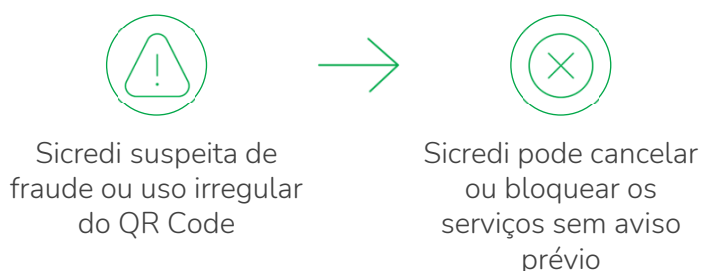 Sicredi suspeita de
fraude ou uso irregular
do QR Code
Sicredi pode cancelar
ou bloquear os
serviços sem aviso
prévio